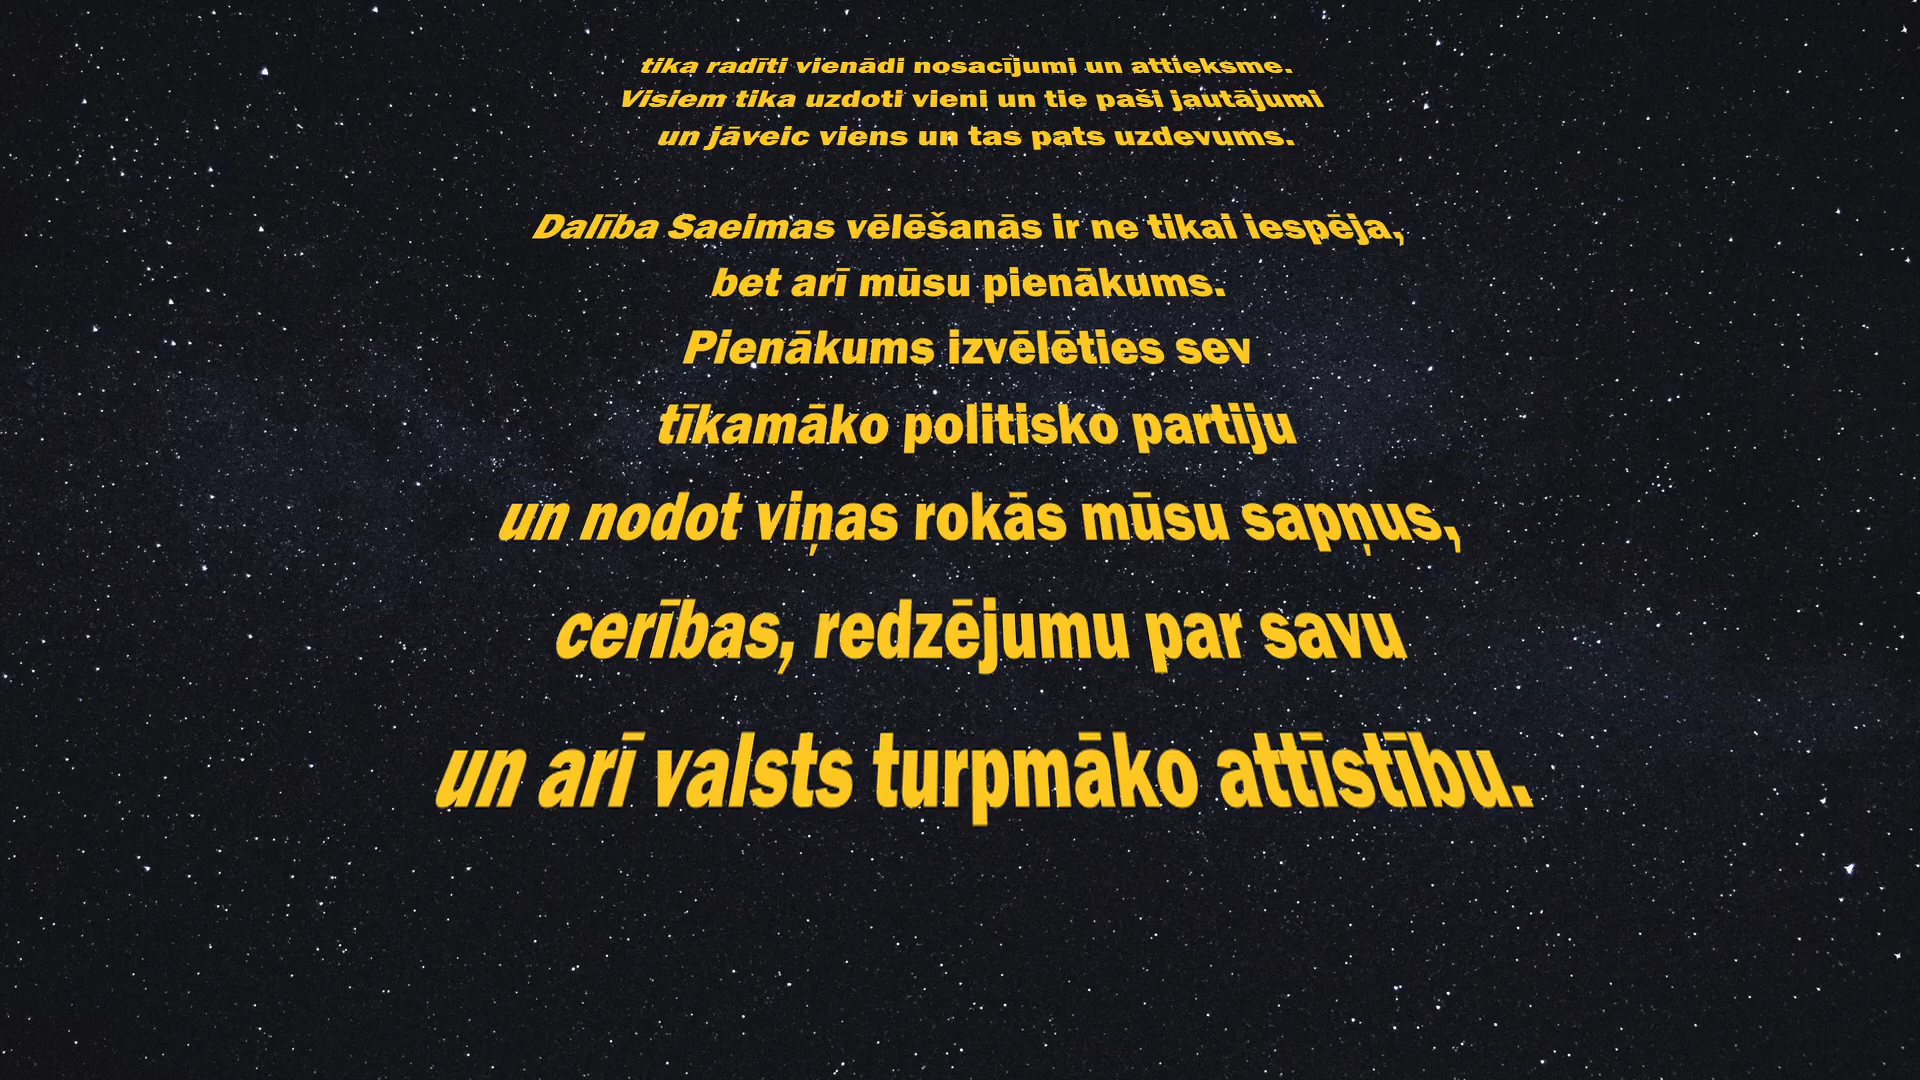 tika radīti vienādi nosacījumi un attieksme.
Visiem tika uzdoti vieni un tie paši jautājumi
un jāveic viens un tas pats uzdevums.
Dalība Saeimas vēlēšanās ir ne tikai iespēja,
bet arī mūsu pienākums.
Pienākums izvēlēties sev
tīkamāko politisko partiju
un nodot viņas rokās mūsu sapņus,
cerības, redzējumu par savu
un arī valsts turpmāko attīstību.